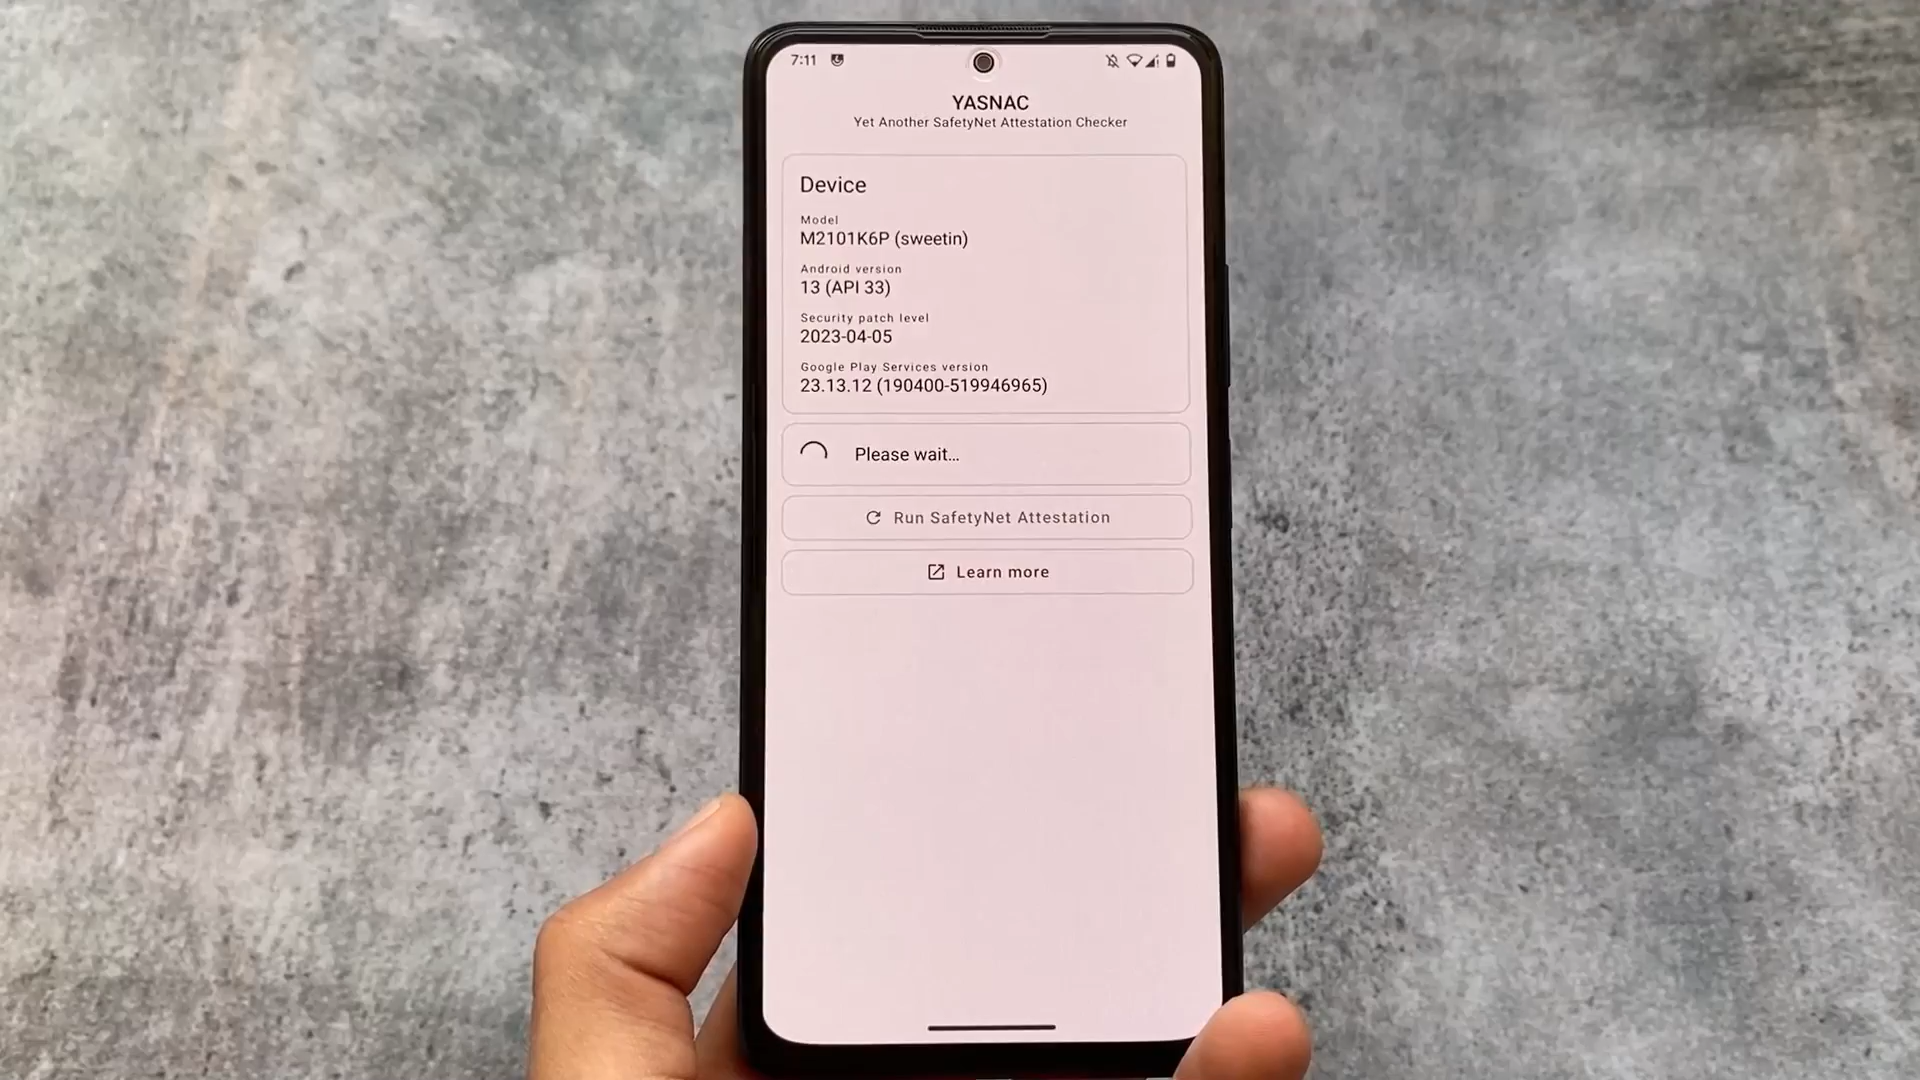 7:11
YASNAC
Yet Another SafetyNet Attestation Checker
Device
Model
M2101K6P (sweetin)
Android version
13 (API 33)
Security patch level
2023-04-05
Google Play Services version
23.13.12 (190400-519946965)
Please wait...
Run SafetyNet Attestation
Learn more